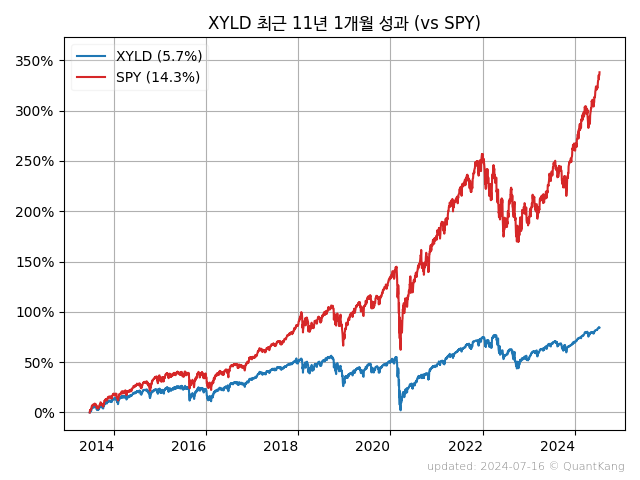 XYLD 최근 11년 1개월 성과 (vs SPY)
XYLD (5.7%)
SPY (14.3%)
350%
300%
250%
200%
150%
100%
50%
0%
2014 2016 2018 2020 2022 2024
updated: 2024-07-16 © QuantKang